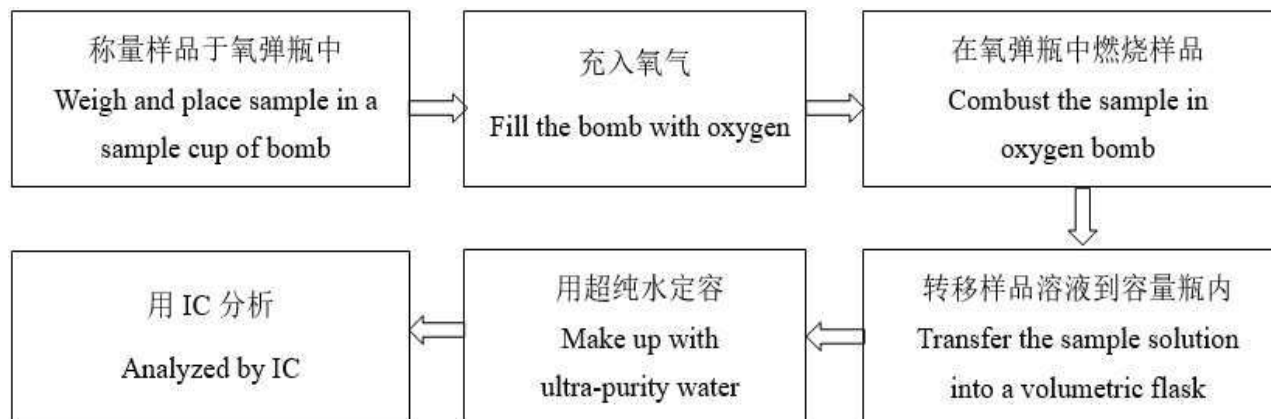 称量样品于氧弹瓶中
Weigh and place sample in a
sample cup of bomb
充入氧气
Fill the bomb with oxygen
在氧弹瓶中燃烧样品
Combust the sample in
oxygen bomb
转移样品溶液到容量瓶内
Transfer the sample solution
into a volumetric flask
用超纯水定容
Make up with
ultra-purity water
用 IC 分析
Analyzed by IC